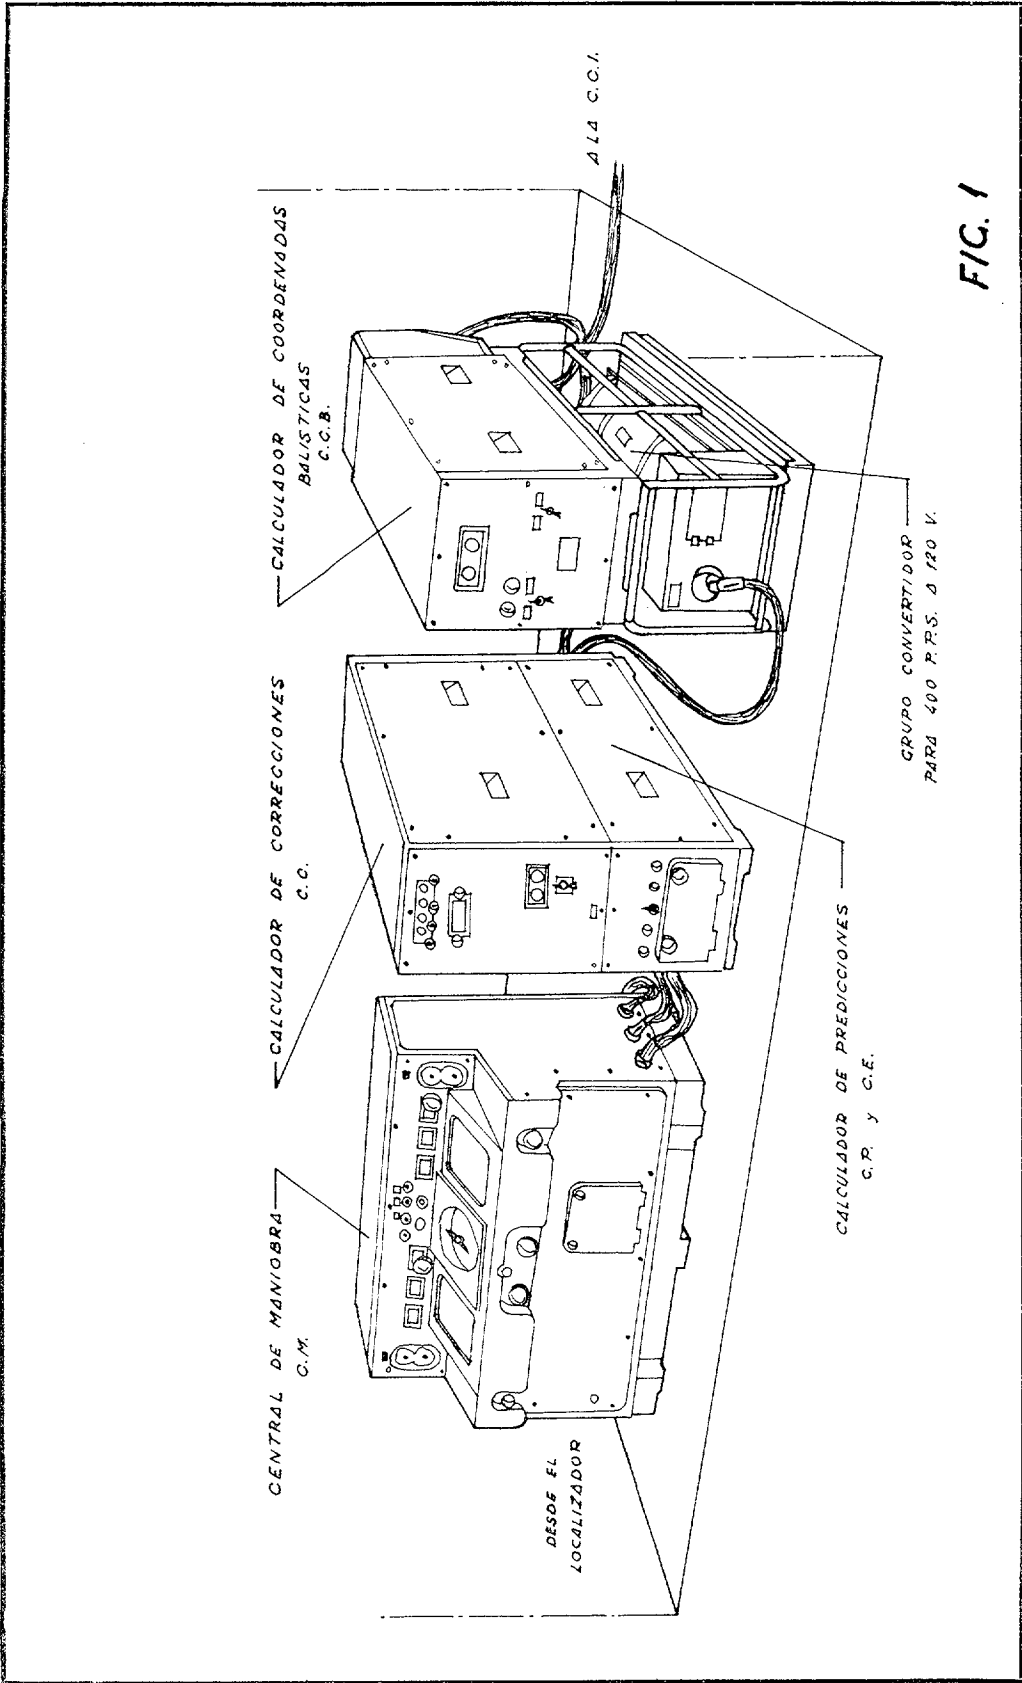 CENTRAL DE MANIOBRA
C.M.
CALCULADOR DE CORRECCIONES
C.C.
CALCULADOR DE COORDENADAS
BALISTICAS
C.C.B.
A LA C.C.I.
DESDE EL
LOCALIZADOR
CALCULADOR DE PREDICCIONES
C.P. y C.E.
GRUPO CONVERTIDOR
PARA 400 P.P.S. A 120 V.
FIG. 1